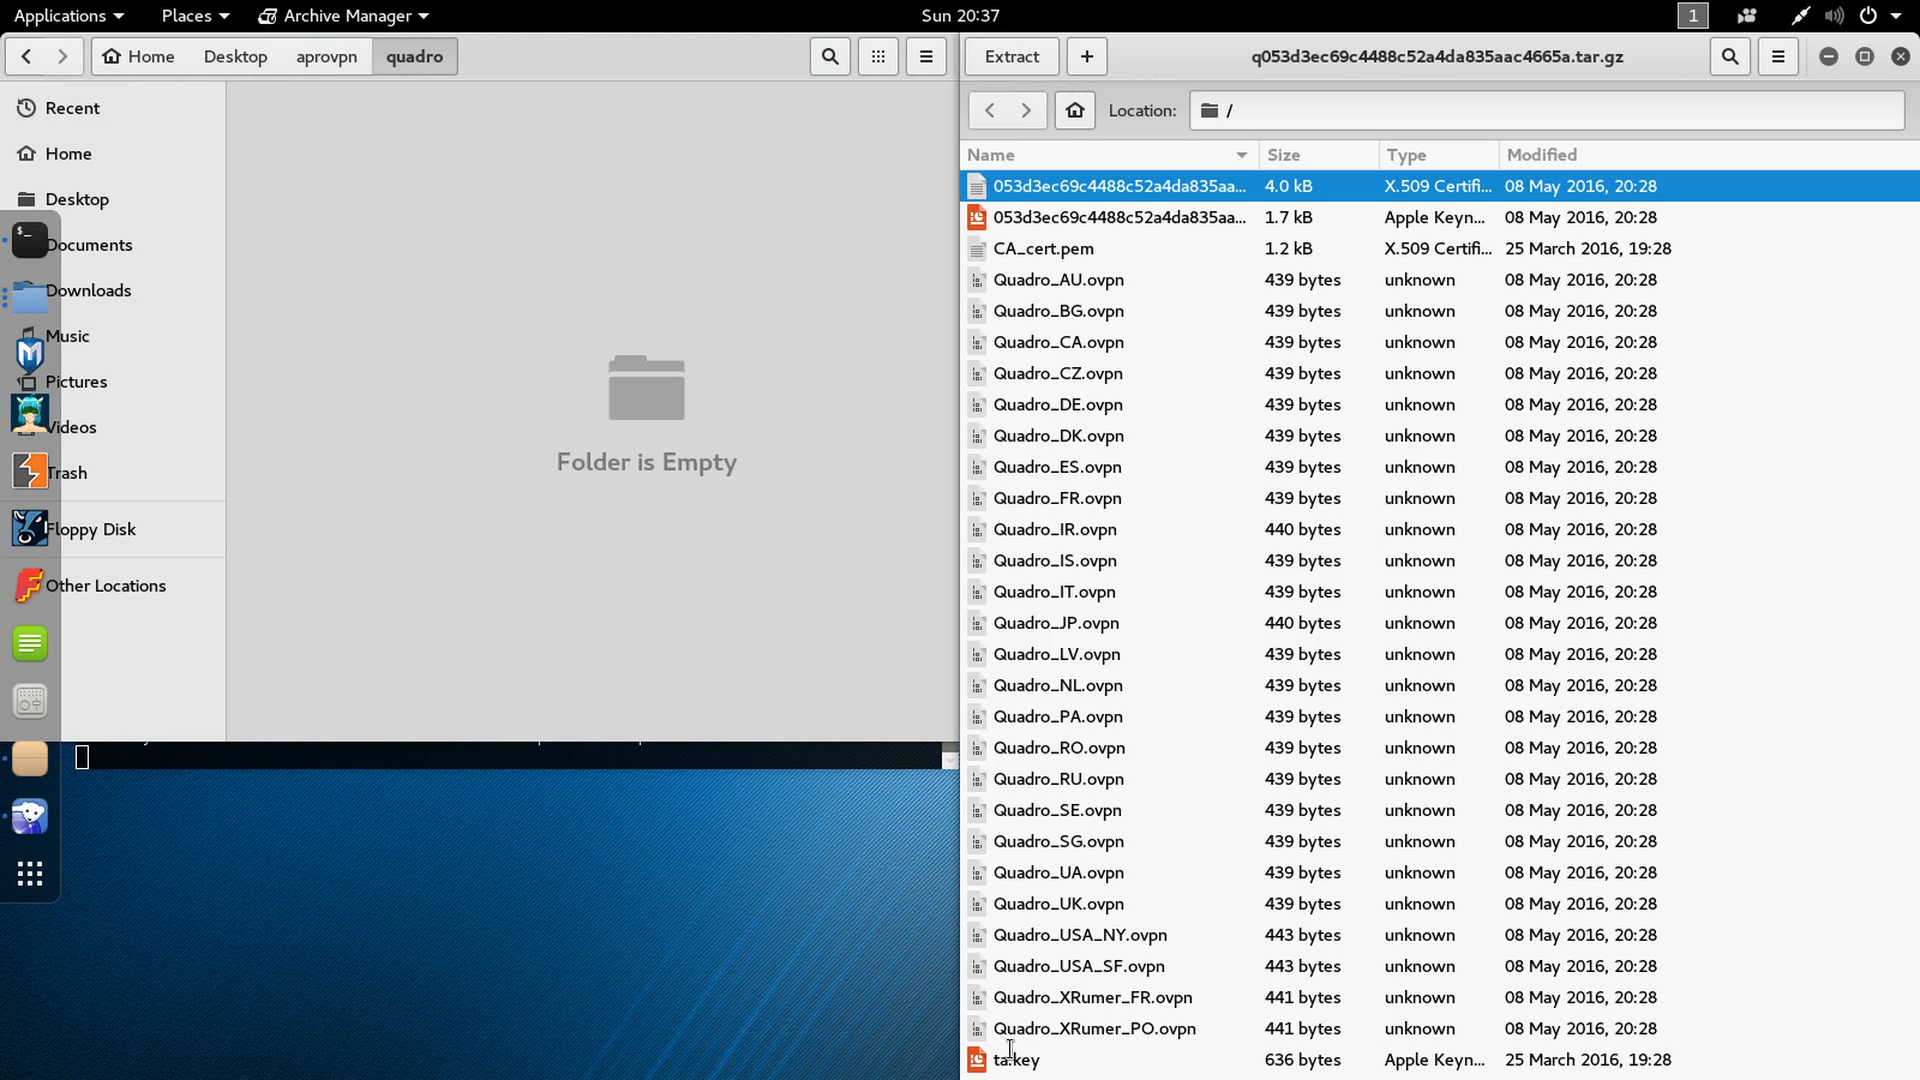 Applications Places Archive Manager Sun 20:37 1
Home Desktop aprovpn quadro
Extract + q053d3ec69c4488c52a4da835aac4665a.tar.gz
Location: /
Recent
Home
Desktop
Documents
Downloads
Music
Pictures
Videos
Trash
Floppy Disk
Other Locations
Folder is Empty
Name Size Type Modified
053d3ec69c4488c52a4da835aa... 4.0 kB X.509 Certifi... 08 May 2016, 20:28
053d3ec69c4488c52a4da835aa... 1.7 kB Apple Keyn... 08 May 2016, 20:28
CA_cert.pem 1.2 kB X.509 Certifi... 25 March 2016, 19:28
Quadro_AU.ovpn 439 bytes unknown 08 May 2016, 20:28
Quadro_BG.ovpn 439 bytes unknown 08 May 2016, 20:28
Quadro_CA.ovpn 439 bytes unknown 08 May 2016, 20:28
Quadro_CZ.ovpn 439 bytes unknown 08 May 2016, 20:28
Quadro_DE.ovpn 439 bytes unknown 08 May 2016, 20:28
Quadro_DK.ovpn 439 bytes unknown 08 May 2016, 20:28
Quadro_ES.ovpn 439 bytes unknown 08 May 2016, 20:28
Quadro_FR.ovpn 439 bytes unknown 08 May 2016, 20:28
Quadro_IR.ovpn 440 bytes unknown 08 May 2016, 20:28
Quadro_IS.ovpn 439 bytes unknown 08 May 2016, 20:28
Quadro_IT.ovpn 439 bytes unknown 08 May 2016, 20:28
Quadro_JP.ovpn 440 bytes unknown 08 May 2016, 20:28
Quadro_LV.ovpn 439 bytes unknown 08 May 2016, 20:28
Quadro_NL.ovpn 439 bytes unknown 08 May 2016, 20:28
Quadro_PA.ovpn 439 bytes unknown 08 May 2016, 20:28
Quadro_RO.ovpn 439 bytes unknown 08 May 2016, 20:28
Quadro_RU.ovpn 439 bytes unknown 08 May 2016, 20:28
Quadro_SE.ovpn 439 bytes unknown 08 May 2016, 20:28
Quadro_SG.ovpn 439 bytes unknown 08 May 2016, 20:28
Quadro_UA.ovpn 439 bytes unknown 08 May 2016, 20:28
Quadro_UK.ovpn 439 bytes unknown 08 May 2016, 20:28
Quadro_USA_NY.ovpn 443 bytes unknown 08 May 2016, 20:28
Quadro_USA_SF.ovpn 443 bytes unknown 08 May 2016, 20:28
Quadro_XRumer_FR.ovpn 441 bytes unknown 08 May 2016, 20:28
Quadro_XRumer_PO.ovpn 441 bytes unknown 08 May 2016, 20:28
ta.key 636 bytes Apple Keyn... 25 March 2016, 19:28